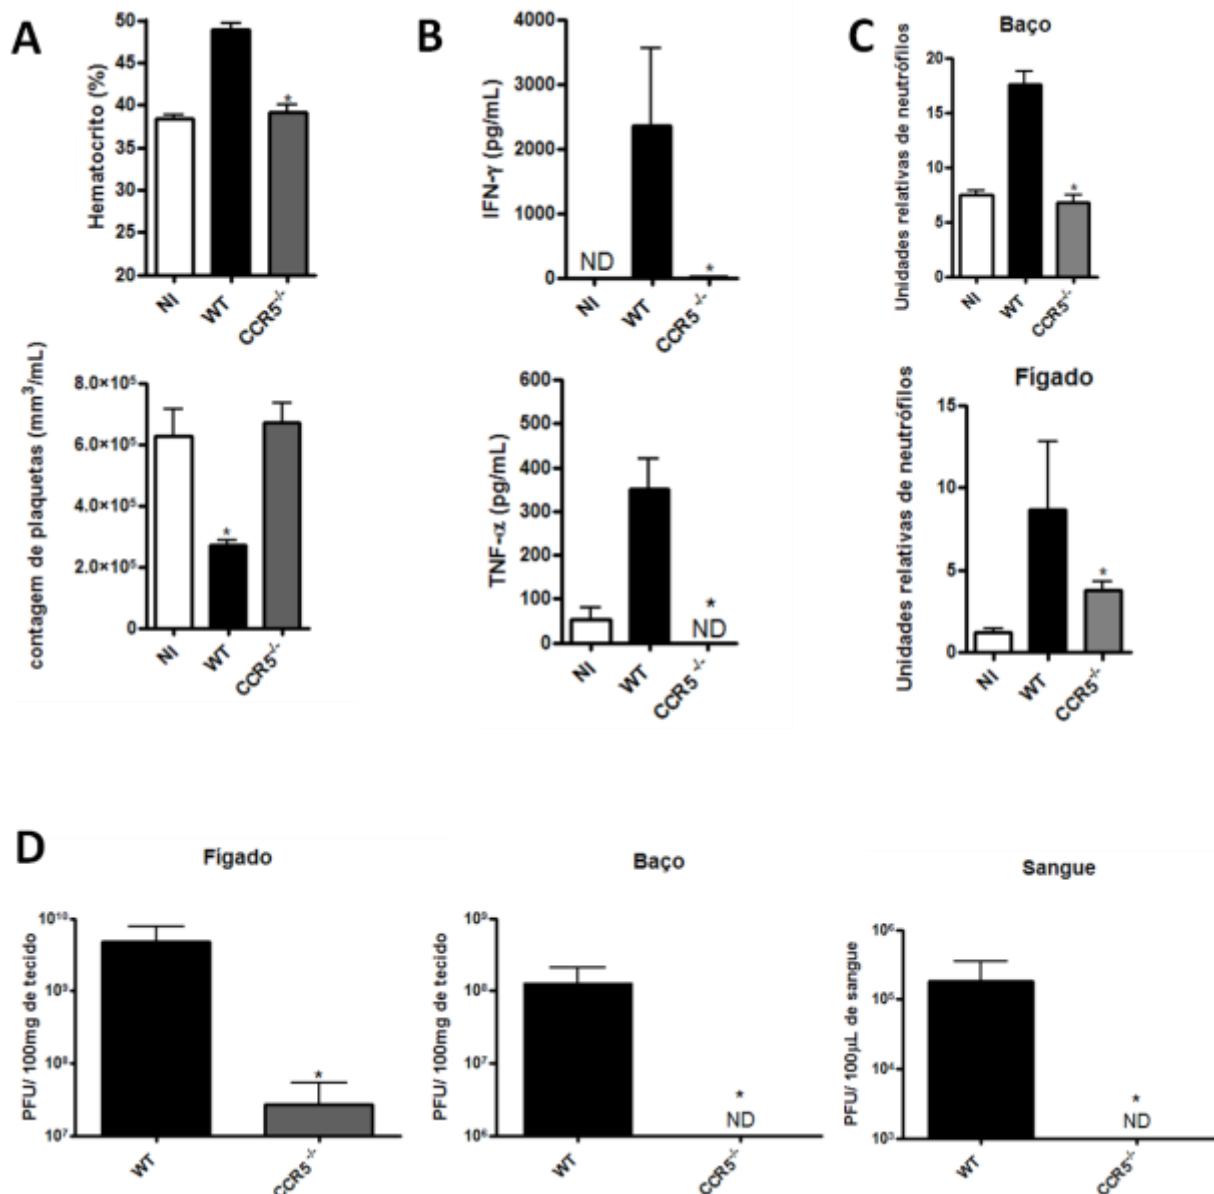 A
Hematocrito (%)
50
45
40
35
30
25
20
NI
WT
CCR5-/-
*
contagem de plaquetas (mm³/mL)
8.0×10⁵
6.0×10⁵
4.0×10⁵
2.0×10⁵
0
NI
WT
CCR5-/-
*
B
IFN-γ (pg/mL)
4000
3000
2000
1000
0
ND
*
NI
WT
CCR5-/-
TNF-α (pg/mL)
600
500
400
300
200
100
0
*
ND
NI
WT
CCR5-/-
C
Baço
Unidades relativas de neutrófilos
20
15
10
5
0
*
NI
WT
CCR5-/-
Fígado
Unidades relativas de neutrófilos
15
10
5
0
*
NI
WT
CCR5-/-
D
Fígado
PFU/ 100mg de tecido
10¹⁰
10⁹
10⁸
10⁷
*
WT
CCR5-/-
Baço
PFU/ 100mg de tecido
10⁹
10⁸
10⁷
10⁶
*
ND
WT
CCR5-/-
Sangue
PFU/ 100μL de sangue
10⁶
10⁵
10⁴
10³
*
ND
WT
CCR5-/-